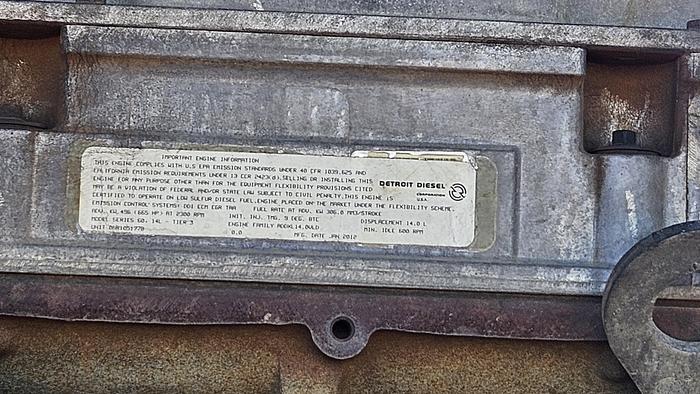 IMPORTANT ENGINE INFORMATION
THIS ENGINE COMPLIES WITH U.S EPA EMISSION STANDARDS UNDER 40 CFR 1039.625 AND
CALIFORNIA EMISSION REQUIREMENTS UNDER 13 CCR 2423(d).SELLING OR INSTALLING THIS
ENGINE FOR ANY PURPOSE OTHER THAN FOR THE EQUIPMENT FLEXIBILITY PROVISIONS CITED
MAY BE A VIOLATION OF FEDERAL AND/OR STATE LAW SUBJECT TO CIVIL PENALTY.THIS ENGINE IS
CERTIFIED TO OPERATE ON LOW SULFUR DIESEL FUEL.ENGINE PLACED ON THE MARKET UNDER THE FLEXIBILITY SCHEME.
EMISSION CONTROL SYSTEMS: DDI ECM EGR TAA FUEL RATE AT ADV. KW 306.0 MM3/STROKE
ADV. KW,496 (665 HP) AT 2300 RPM INIT. INJ. TMG. 9 DEG. BTC DISPLACEMENT 14.0 L
MODEL SERIES 60- 14L - TIER 3 ENGINE FAMILY MIN. IDLE 600 RPM
UNIT 0.0 MFG. DATE JAN 2012
DETROIT DIESEL
CORPORATION
U.S.A.